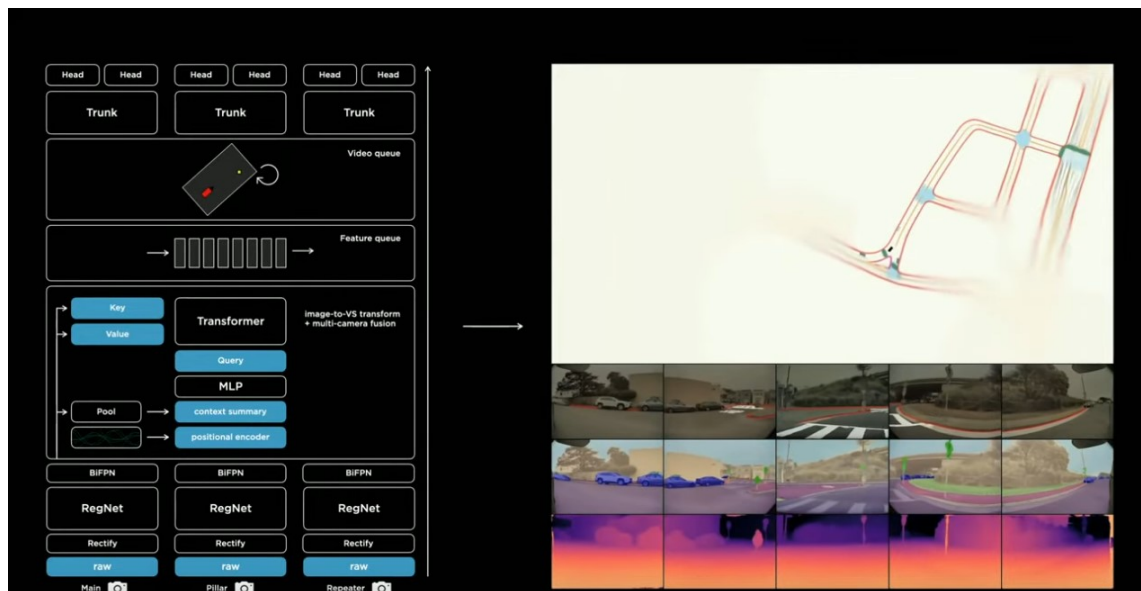 Head Head Head Head Head Head
Trunk Trunk Trunk
Video queue
Feature queue
Key
Value
Transformer
image-to-VS transform
+ multi-camera fusion
Query
MLP
Pool
context summary
positional encoder
BiFPN BiFPN BiFPN
RegNet RegNet RegNet
Rectify Rectify Rectify
raw raw raw
Main Pillar Repeater